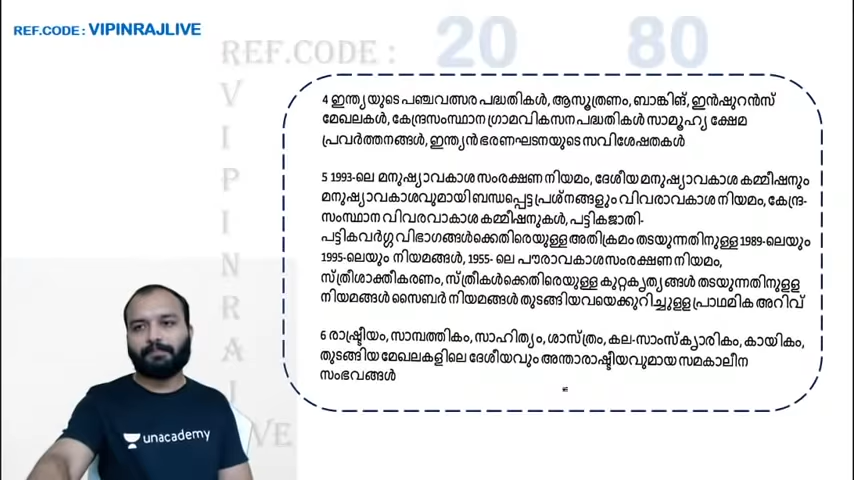 REF.CODE : VIPINRAJLIVE
REF.CODE :
20 80
VIPINRAJLIVE
4 ഇന്ത്യയുടെ പഞ്ചവത്സര പദ്ധതികൾ, ആസൂത്രണം, ബാങ്കിങ്, ഇൻഷുറൻസ്
മേഖലകൾ, കേന്ദ്രസംസ്ഥാന ഗ്രാമവികസന പദ്ധതികൾ സാമൂഹ്യ ക്ഷേമ
പ്രവർത്തനങ്ങൾ, ഇന്ത്യൻ ഭരണഘടനയുടെ സവിശേഷതകൾ
5 1993-ലെ മനുഷ്യാവകാശ സംരക്ഷണ നിയമം, ദേശീയ മനുഷ്യാവകാശ കമ്മീഷനും
മനുഷ്യാവകാശവുമായി ബന്ധപ്പെട്ട പ്രശ്നങ്ങളും വിവരാവകാശ നിയമം, കേന്ദ്ര-
സംസ്ഥാന വിവരവാകാശ കമ്മീഷനുകൾ, പട്ടികജാതി-
പട്ടികവർഗ്ഗ വിഭാഗങ്ങൾക്കെതിരെയുള്ള അതിക്രമം തടയുന്നതിനുള്ള 1989-ലെയും
1995-ലെയും നിയമങ്ങൾ, 1955- ലെ പൗരാവകാശസംരക്ഷണ നിയമം,
സ്ത്രീശാക്തീകരണം, സ്ത്രീകൾക്കെതിരെയുള്ള കുറ്റകൃത്യങ്ങൾ തടയുന്നതിനുളള
നിയമങ്ങൾ സൈബർ നിയമങ്ങൾ തുടങ്ങിയവയെക്കുറിച്ചുള്ള പ്രാഥമിക അറിവ്
6 രാഷ്ട്രീയം, സാമ്പത്തികം, സാഹിത്യം, ശാസ്ത്രം, കല-സാംസ്കൃാരികം, കായികം,
തുടങ്ങിയ മേഖലകളിലെ ദേശീയവും അന്താരാഷ്ട്രീയവുമായ സമകാലീന
സംഭവങ്ങൾ
unacademy